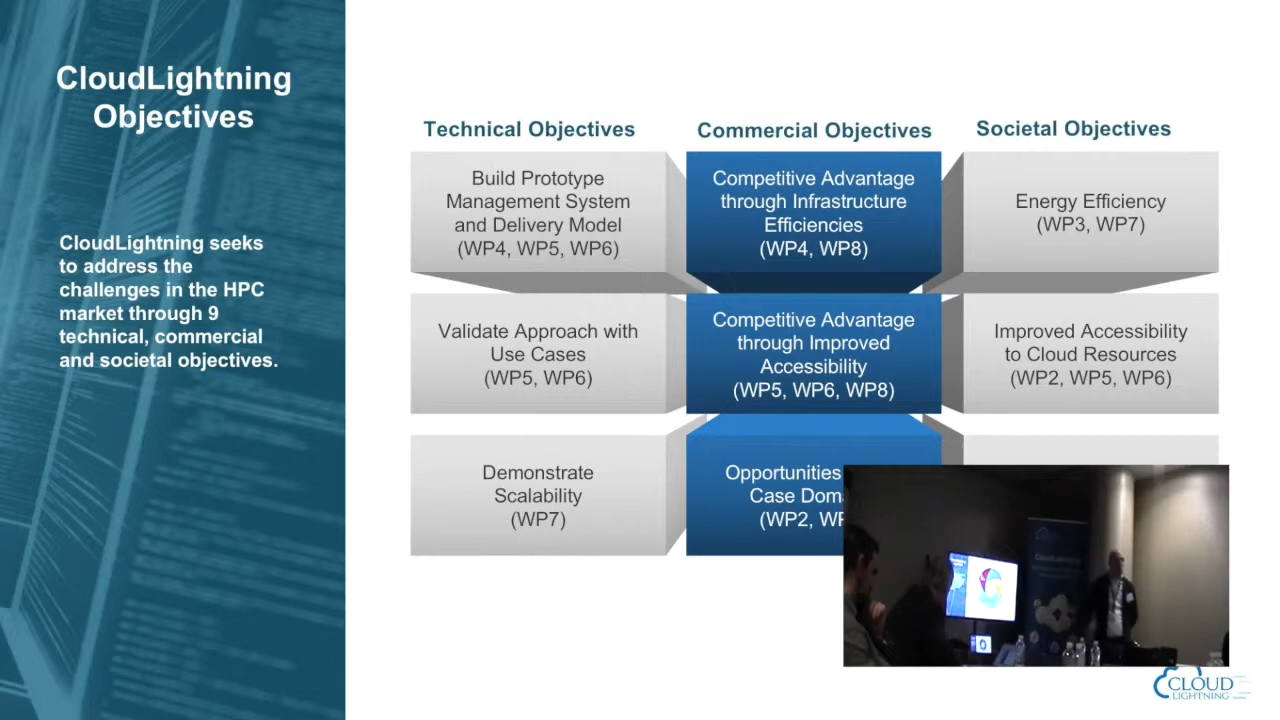 CloudLightning
Objectives
CloudLightning seeks
to address the
challenges in the HPC
market through 9
technical, commercial
and societal objectives.
Technical Objectives
Commercial Objectives
Societal Objectives
Build Prototype
Management System
and Delivery Model
(WP4, WP5, WP6)
Competitive Advantage
through Infrastructure
Efficiencies
(WP4, WP8)
Energy Efficiency
(WP3, WP7)
Validate Approach with
Use Cases
(WP5, WP6)
Competitive Advantage
through Improved
Accessibility
(WP5, WP6, WP8)
Improved Accessibility
to Cloud Resources
(WP2, WP5, WP6)
Demonstrate
Scalability
(WP7)
Opportunities
Case
(WP2,
CLOUD
LIGHTNING